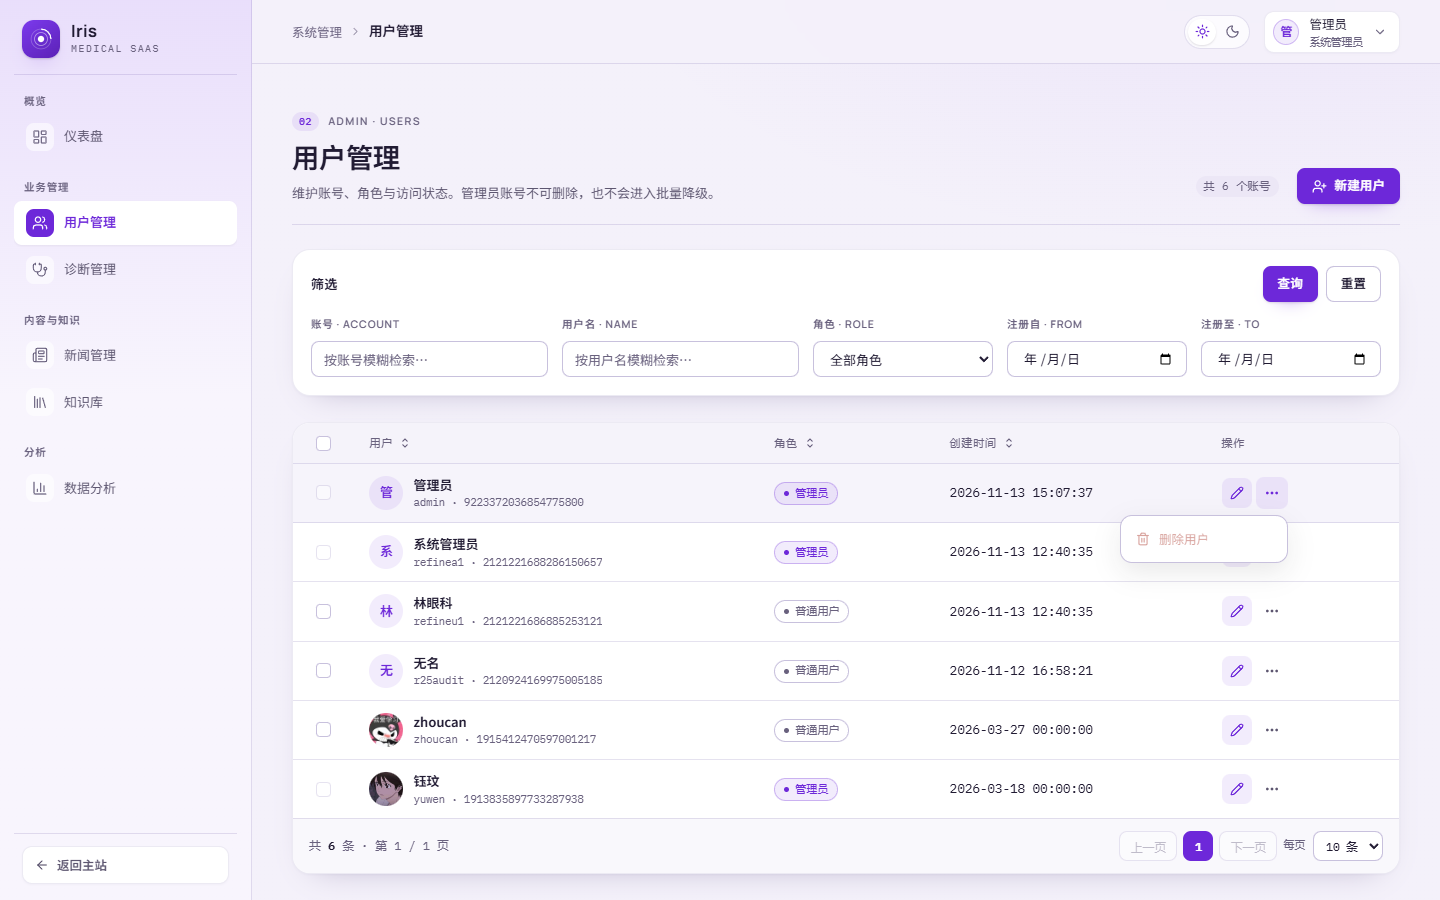 Iris
MEDICAL SAAS
概览
仪表盘
业务管理
用户管理
诊断管理
内容与知识
新闻管理
知识库
分析
数据分析
返回主站
系统管理 > 用户管理
管 管理员
系统管理员
02 ADMIN · USERS
用户管理
维护账号、角色与访问状态。管理员账号不可删除，也不会进入批量降级。
共 6 个账号
新建用户
筛选
查询 重置
账号 · ACCOUNT 用户名 · NAME 角色 · ROLE 注册自 · FROM 注册至 · TO
按账号模糊检索… 按用户名模糊检索… 全部角色 年 /月/日 年 /月/日
用户 角色 创建时间 操作
管 管理员 管理员 2026-11-13 15:07:37
admin · 9223372036854775800
删除用户
系 系统管理员 管理员 2026-11-13 12:40:35
refinea1 · 2121221688286150657
林 林眼科 普通用户 2026-11-13 12:40:35
refineu1 · 2121221686885253121
无 无名 普通用户 2026-11-12 16:58:21
r25audit · 2120924169975005185
zhoucan 普通用户 2026-03-27 00:00:00
zhoucan · 1915412470597001217
钰玟 管理员 2026-03-18 00:00:00
yuwen · 1913835897733287938
共 6 条 · 第 1 / 1 页
上一页 1 下一页 每页 10 条